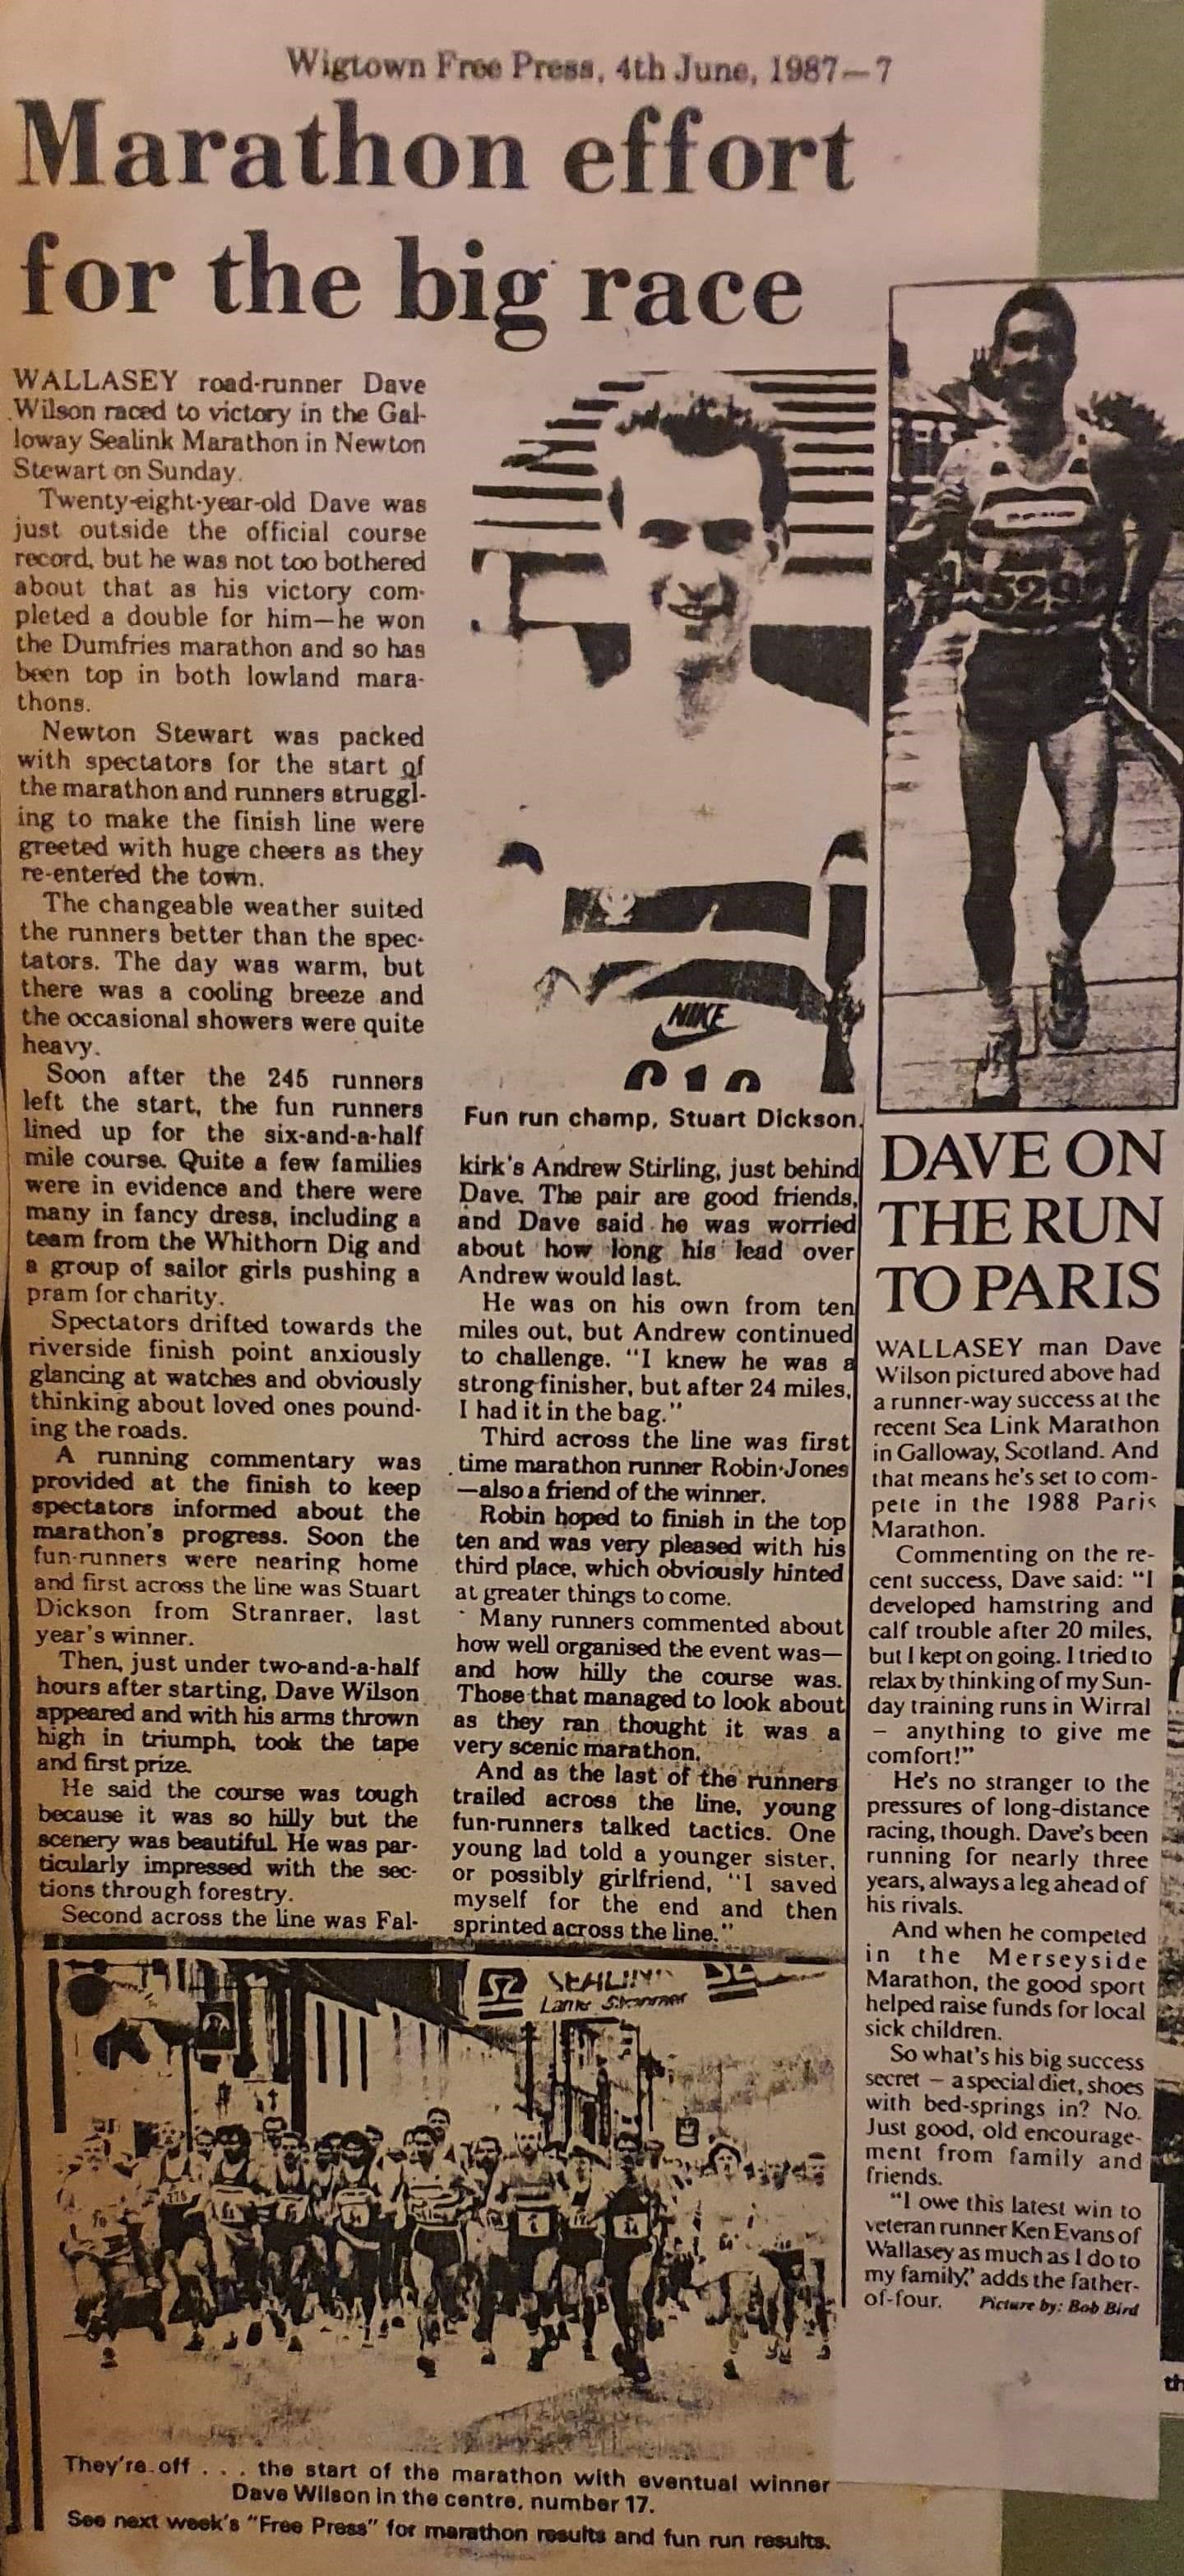 Wigtown Free Press, 4th June, 1987—7
Marathon effort
for the big race
WALLASEY road-runner Dave
Wilson raced to victory in the Gal-
loway Sealink Marathon in Newton
Stewart on Sunday.
Twenty-eight-year-old Dave was
just outside the official course
record, but he was not too bothered
about that as his victory com-
pleted a double for him—he won
the Dumfries marathon and so has
been top in both lowland mara-
thons.
Newton Stewart was packed
with spectators for the start of
the marathon and runners struggl-
ing to make the finish line were
greeted with huge cheers as they
re-entered the town.
The changeable weather suited
the runners better than the spec-
tators. The day was warm, but
there was a cooling breeze and
the occasional showers were quite
heavy.
Soon after the 245 runners
left the start, the fun runners
lined up for the six-and-a-half
mile course. Quite a few families
were in evidence and there were
many in fancy dress, including a
team from the Whithorn Dig and
a group of sailor girls pushing a
pram for charity.
Spectators drifted towards the
riverside finish point anxiously
glancing at watches and obviously
thinking about loved ones pound-
ing the roads.
A running commentary was
provided at the finish to keep
spectators informed about the
marathon's progress. Soon the
fun-runners were nearing home
and first across the line was Stuart
Dickson from Stranraer, last
year's winner.
Then, just under two-and-a-half
hours after starting, Dave Wilson
appeared and with his arms thrown
high in triumph, took the tape
and first prize.
He said the course was tough
because it was so hilly but the
scenery was beautiful. He was par-
ticularly impressed with the sec-
tions through forestry.
Second across the line was Fal-
NIKE
Fun run champ, Stuart Dickson.
kirk's Andrew Stirling, just behind
Dave. The pair are good friends,
and Dave said he was worried
about how long his lead over
Andrew would last.
He was on his own from ten
miles out, but Andrew continued
to challenge. "I knew he was a
strong finisher, but after 24 miles,
I had it in the bag."
Third across the line was first
time marathon runner Robin Jones
—also a friend of the winner.
Robin hoped to finish in the top
ten and was very pleased with his
third place, which obviously hinted
at greater things to come.
Many runners commented about
how well organised the event was—
and how hilly the course was.
Those that managed to look about
as they ran thought it was a
very scenic marathon.
And as the last of the runners
trailed across the line, young
fun-runners talked tactics. One
young lad told a younger sister,
or possibly girlfriend, "I saved
myself for the end and then
sprinted across the line."
SEALINK
They're off . . . the start of the marathon with eventual winner
Dave Wilson in the centre, number 17.
See next week's "Free Press" for marathon results and fun run results.
529
DAVE ON
THE RUN
TO PARIS
WALLASEY man Dave
Wilson pictured above had
a runner-way success at the
recent Sea Link Marathon
in Galloway, Scotland. And
that means he's set to com-
pete in the 1988 Paris
Marathon.
Commenting on the re-
cent success, Dave said: "I
developed hamstring and
calf trouble after 20 miles,
but I kept on going. I tried to
relax by thinking of my Sun-
day training runs in Wirral
– anything to give me
comfort!"
He's no stranger to the
pressures of long-distance
racing, though. Dave's been
running for nearly three
years, always a leg ahead of
his rivals.
And when he competed
in the Merseyside
Marathon, the good sport
helped raise funds for local
sick children.
So what's his big success
secret – a special diet, shoes
with bed-springs in? No.
Just good, old encourage-
ment from family and
friends.
"I owe this latest win to
veteran runner Ken Evans of
Wallasey as much as I do to
my family," adds the father-
of-four. Picture by: Bob Bird
th